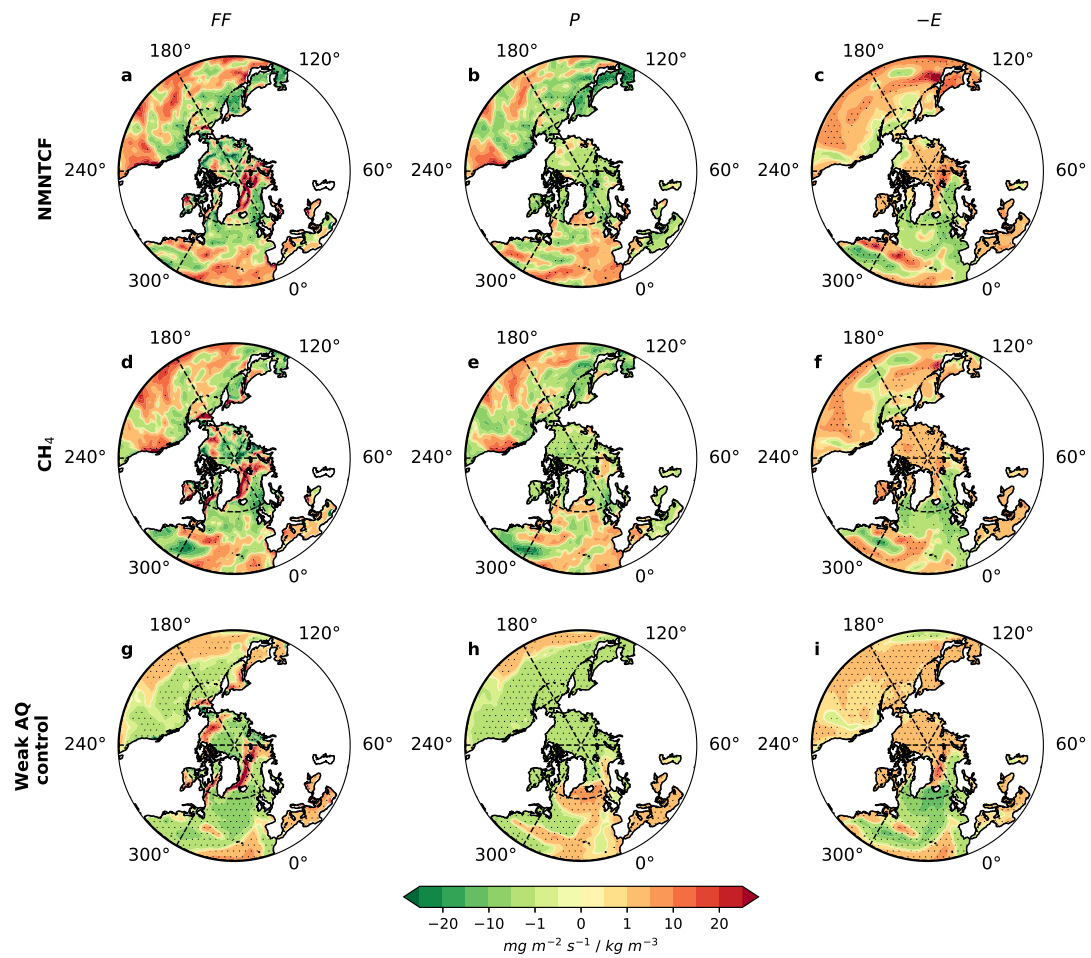 FF P −E
a b c
180° 120° 180° 120° 180° 120°
NMNTCF 240° 60° 240° 60° 240° 60°
300° 0° 300° 0° 300° 0°
d e f
180° 120° 180° 120° 180° 120°
CH₄ 240° 60° 240° 60° 240° 60°
300° 0° 300° 0° 300° 0°
g h i
180° 120° 180° 120° 180° 120°
Weak AQ
control
240° 60° 240° 60° 240° 60°
300° 0° 300° 0° 300° 0°
−20 −10 −1 0 1 10 20
mg m⁻² s⁻¹ / kg m⁻³